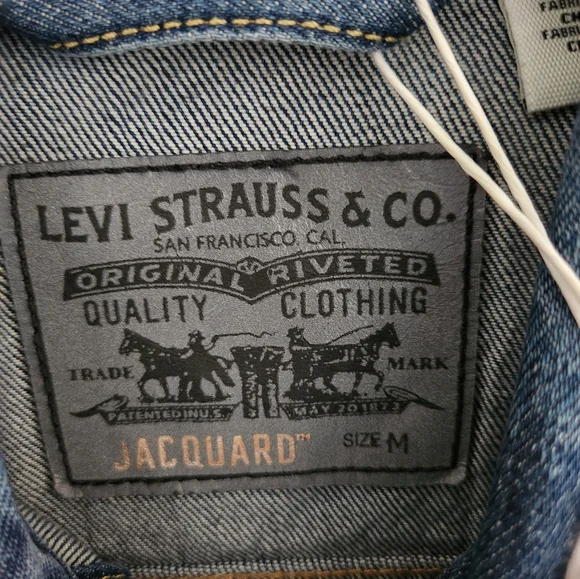 LEVI STRAUSS & CO.
SAN FRANCISCO, CAL.
ORIGINAL RIVETED
QUALITY CLOTHING
TRADE MARK
PATENTED IN U.S. MAY 20 1873
JACQUARD™ SIZE M